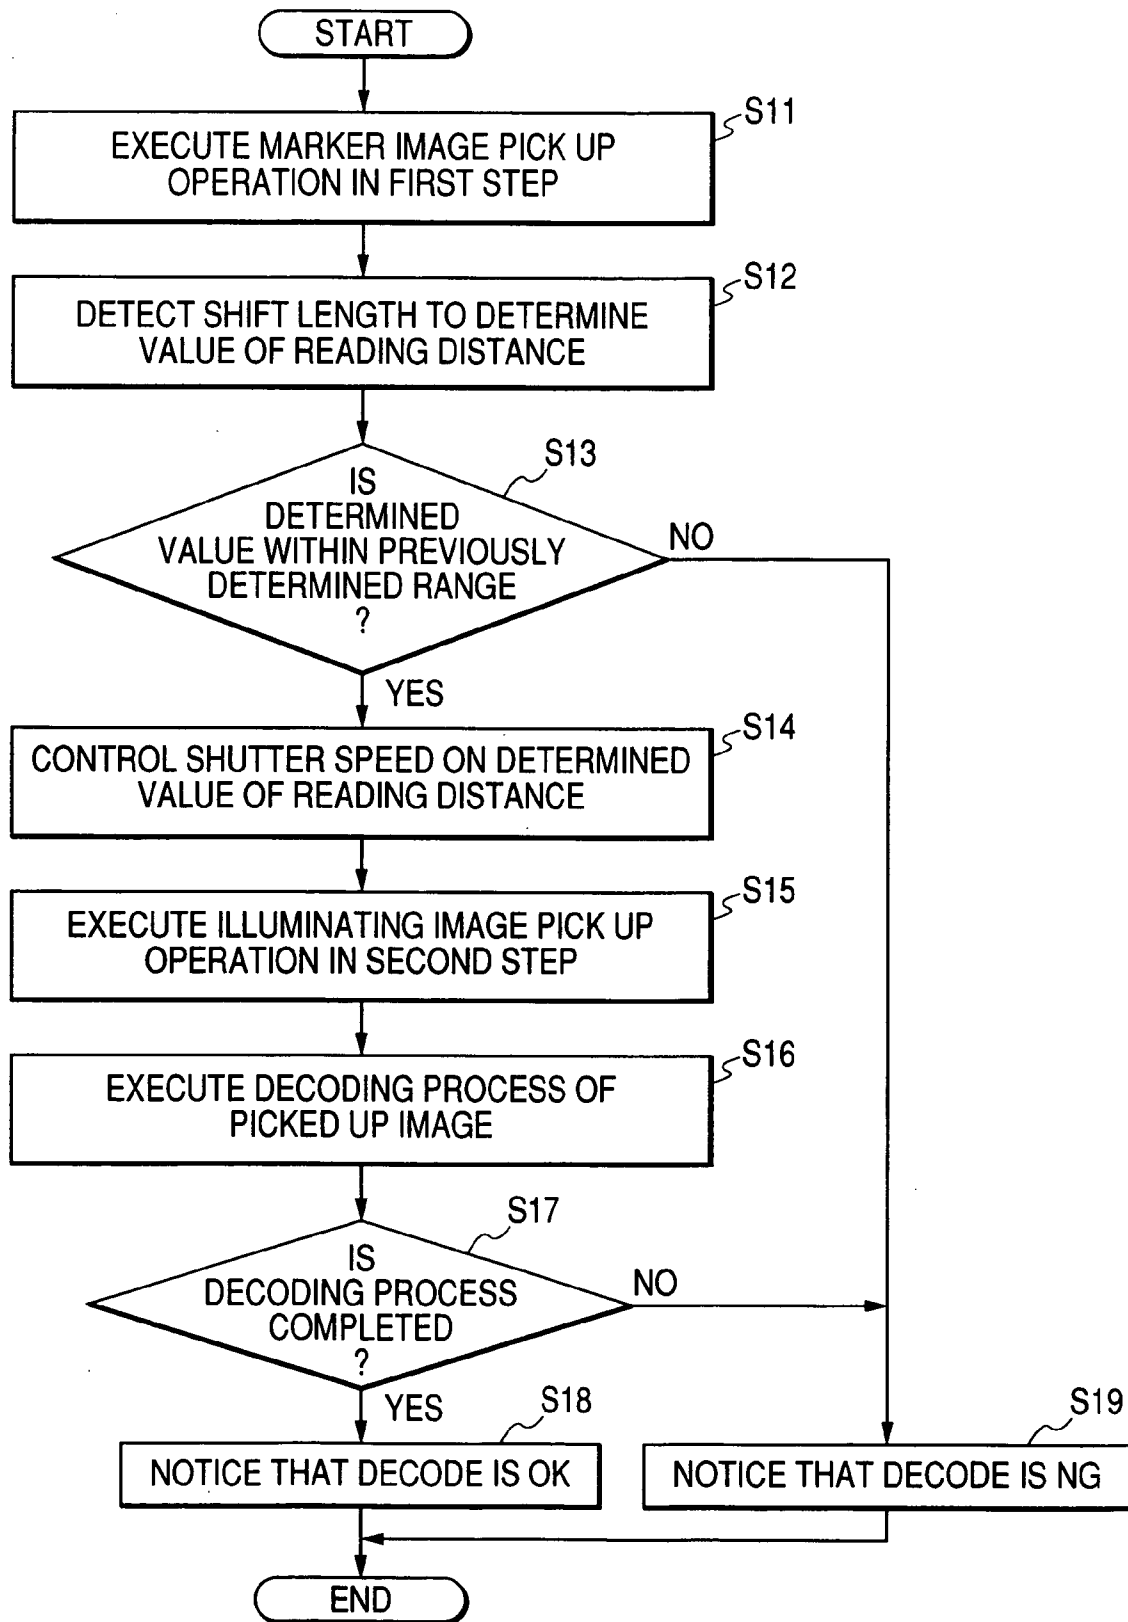 START
S11
EXECUTE MARKER IMAGE PICK UP
OPERATION IN FIRST STEP
S12
DETECT SHIFT LENGTH TO DETERMINE
VALUE OF READING DISTANCE
S13
IS
DETERMINED
VALUE WITHIN PREVIOUSLY
DETERMINED RANGE
?
NO
YES
S14
CONTROL SHUTTER SPEED ON DETERMINED
VALUE OF READING DISTANCE
S15
EXECUTE ILLUMINATING IMAGE PICK UP
OPERATION IN SECOND STEP
S16
EXECUTE DECODING PROCESS OF
PICKED UP IMAGE
S17
IS
DECODING PROCESS
COMPLETED
?
NO
YES
S18
NOTICE THAT DECODE IS OK
S19
NOTICE THAT DECODE IS NG
END